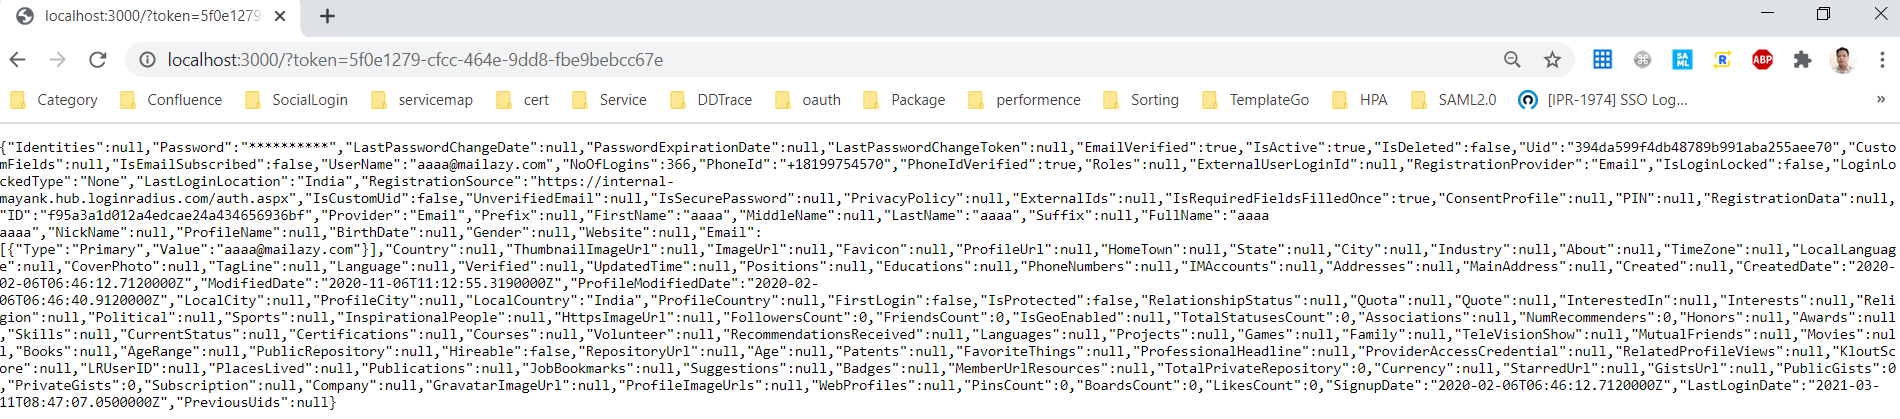 localhost:3000/?token=5f0e1279
localhost:3000/?token=5f0e1279-cfcc-464e-9dd8-fbe9bebcc67e
SA ML R ABP
Category Confluence SocialLogin servicemap cert Service DDTrace oauth Package performence Sorting TemplateGo HPA SAML2.0 [IPR-1974] SSO Log... »
{"Identities":null,"Password":"**********","LastPasswordChangeDate":null,"PasswordExpirationDate":null,"LastPasswordChangeToken":null,"EmailVerified":true,"IsActive":true,"IsDeleted":false,"Uid":"394da599f4db48789b991aba255aee70","Custo
mFields":null,"IsEmailSubscribed":false,"UserName":"aaaa@mailazy.com","NoOfLogins":366,"PhoneId":"+18199754570","PhoneIdVerified":true,"Roles":null,"ExternalUserLoginId":null,"RegistrationProvider":"Email","IsLoginLocked":false,"LoginLo
ckedType":"None","LastLoginLocation":"India","RegistrationSource":"https://internal-
mayank.hub.loginradius.com/auth.aspx","IsCustomUid":false,"UnverifiedEmail":null,"IsSecurePassword":null,"PrivacyPolicy":null,"ExternalIds":null,"IsRequiredFieldsFilledOnce":true,"ConsentProfile":null,"PIN":null,"RegistrationData":null,
"ID":"f95a3a1d012a4edcae24a434656936bf","Provider":"Email","Prefix":null,"FirstName":"aaaa","MiddleName":null,"LastName":"aaaa","Suffix":null,"FullName":"aaaa
aaaa","NickName":null,"ProfileName":null,"BirthDate":null,"Gender":null,"Website":null,"Email":
[{"Type":"Primary","Value":"aaaa@mailazy.com"}],"Country":null,"ThumbnailImageUrl":null,"ImageUrl":null,"Favicon":null,"ProfileUrl":null,"HomeTown":null,"State":null,"City":null,"Industry":null,"About":null,"TimeZone":null,"LocalLanguag
e":null,"CoverPhoto":null,"TagLine":null,"Language":null,"Verified":null,"UpdatedTime":null,"Positions":null,"Educations":null,"PhoneNumbers":null,"IMAccounts":null,"Addresses":null,"MainAddress":null,"Created":null,"CreatedDate":"2020-
02-06T06:46:12.7120000Z","ModifiedDate":"2020-11-06T11:12:55.3190000Z","ProfileModifiedDate":"2020-02-
06T06:46:40.9120000Z","LocalCity":null,"ProfileCity":null,"LocalCountry":"India","ProfileCountry":null,"FirstLogin":false,"IsProtected":false,"RelationshipStatus":null,"Quota":null,"Quote":null,"InterestedIn":null,"Interests":null,"Reli
gion":null,"Political":null,"Sports":null,"InspirationalPeople":null,"HttpsImageUrl":null,"FollowersCount":0,"FriendsCount":0,"IsGeoEnabled":null,"TotalStatusesCount":0,"Associations":null,"NumRecommenders":0,"Honors":null,"Awards":null
,"Skills":null,"CurrentStatus":null,"Certifications":null,"Courses":null,"Volunteer":null,"RecommendationsReceived":null,"Languages":null,"Projects":null,"Games":null,"Family":null,"TeleVisionShow":null,"MutualFriends":null,"Movies":nul
l,"Books":null,"AgeRange":null,"PublicRepository":null,"Hireable":false,"RepositoryUrl":null,"Age":null,"Patents":null,"FavoriteThings":null,"ProfessionalHeadline":null,"ProviderAccessCredential":null,"RelatedProfileViews":null,"KloutSc
ore":null,"LRUserID":null,"PlacesLived":null,"Publications":null,"JobBookmarks":null,"Suggestions":null,"Badges":null,"MemberUrlResources":null,"TotalPrivateRepository":0,"Currency":null,"StarredUrl":null,"GistsUrl":null,"PublicGists":0
,"PrivateGists":0,"Subscription":null,"Company":null,"GravatarImageUrl":null,"ProfileImageUrls":null,"WebProfiles":null,"PinsCount":0,"BoardsCount":0,"LikesCount":0,"SignupDate":"2020-02-06T06:46:12.7120000Z","LastLoginDate":"2021-03-
11T08:47:07.0500000Z","PreviousUids":null}